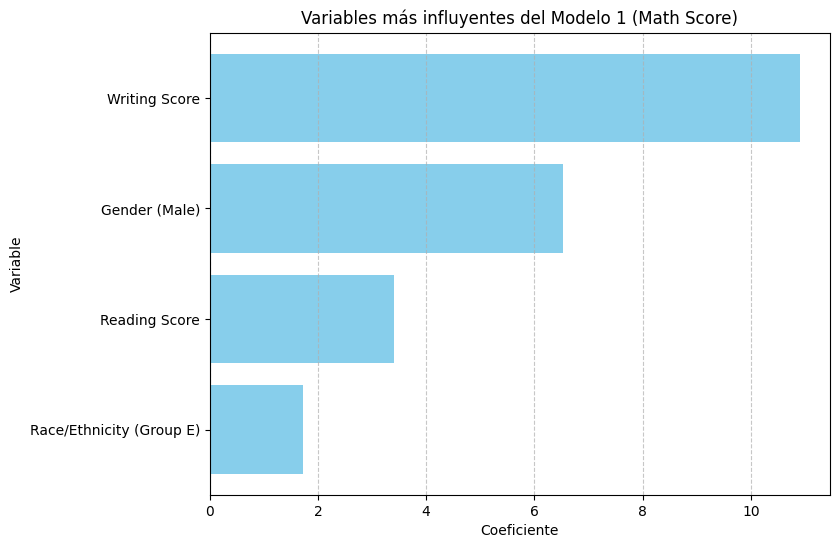 Variables más influyentes del Modelo 1 (Math Score)
Variable
Writing Score
Gender (Male)
Reading Score
Race/Ethnicity (Group E)
0 2 4 6 8 10
Coeficiente